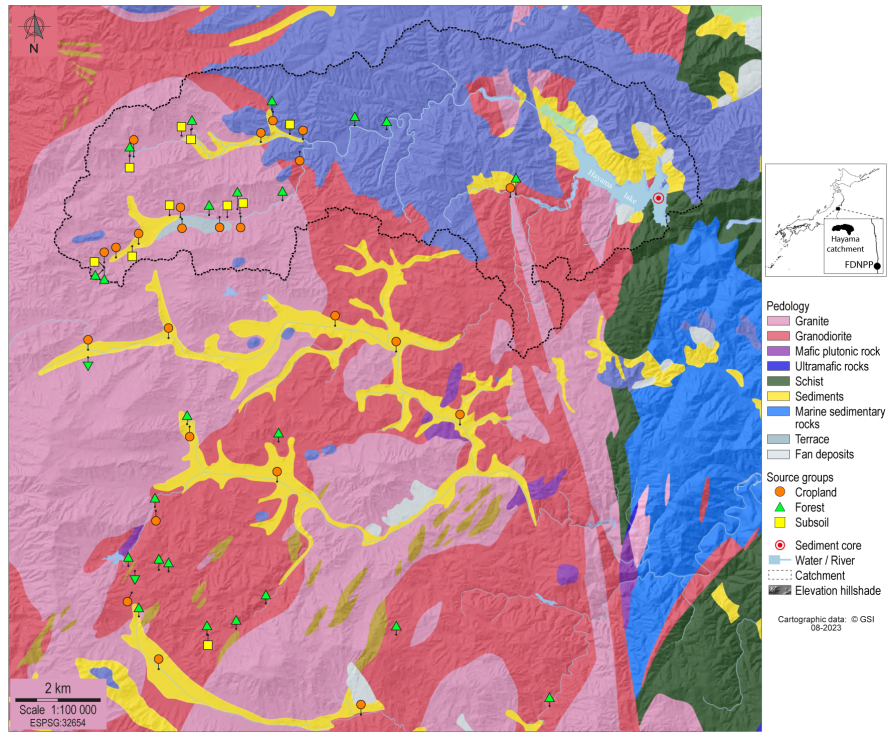 N
Hayama
lake
2 km
Scale 1:100 000
ESPSG:32654
Hayama
catchment
FDNPP
Pedology
Granite
Granodiorite
Mafic plutonic rock
Ultramafic rocks
Schist
Sediments
Marine sedimentary
rocks
Terrace
Fan deposits
Source groups
Cropland
Forest
Subsoil
Sediment core
Water / River
Catchment
Elevation hillshade
Cartographic data: © GSI
08-2023